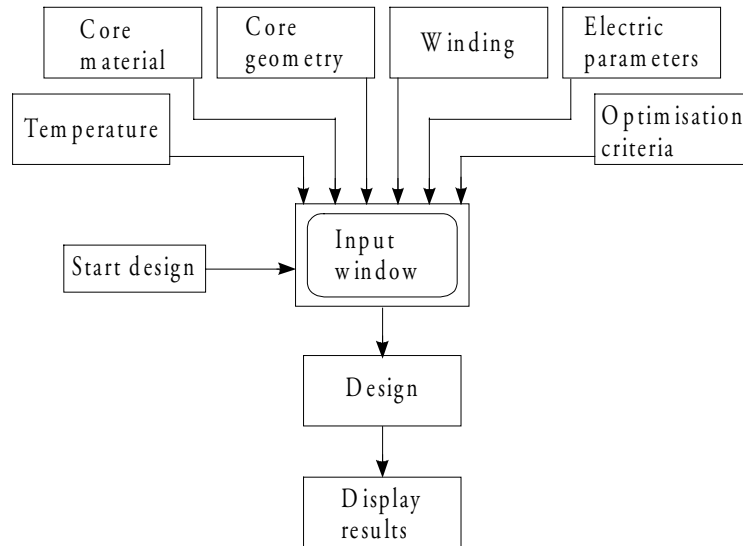 Core
material
Core
geometry
Winding
Electric
parameters
Temperature
Optimisation
criteria
Input
window
Start design
Design
Display
results